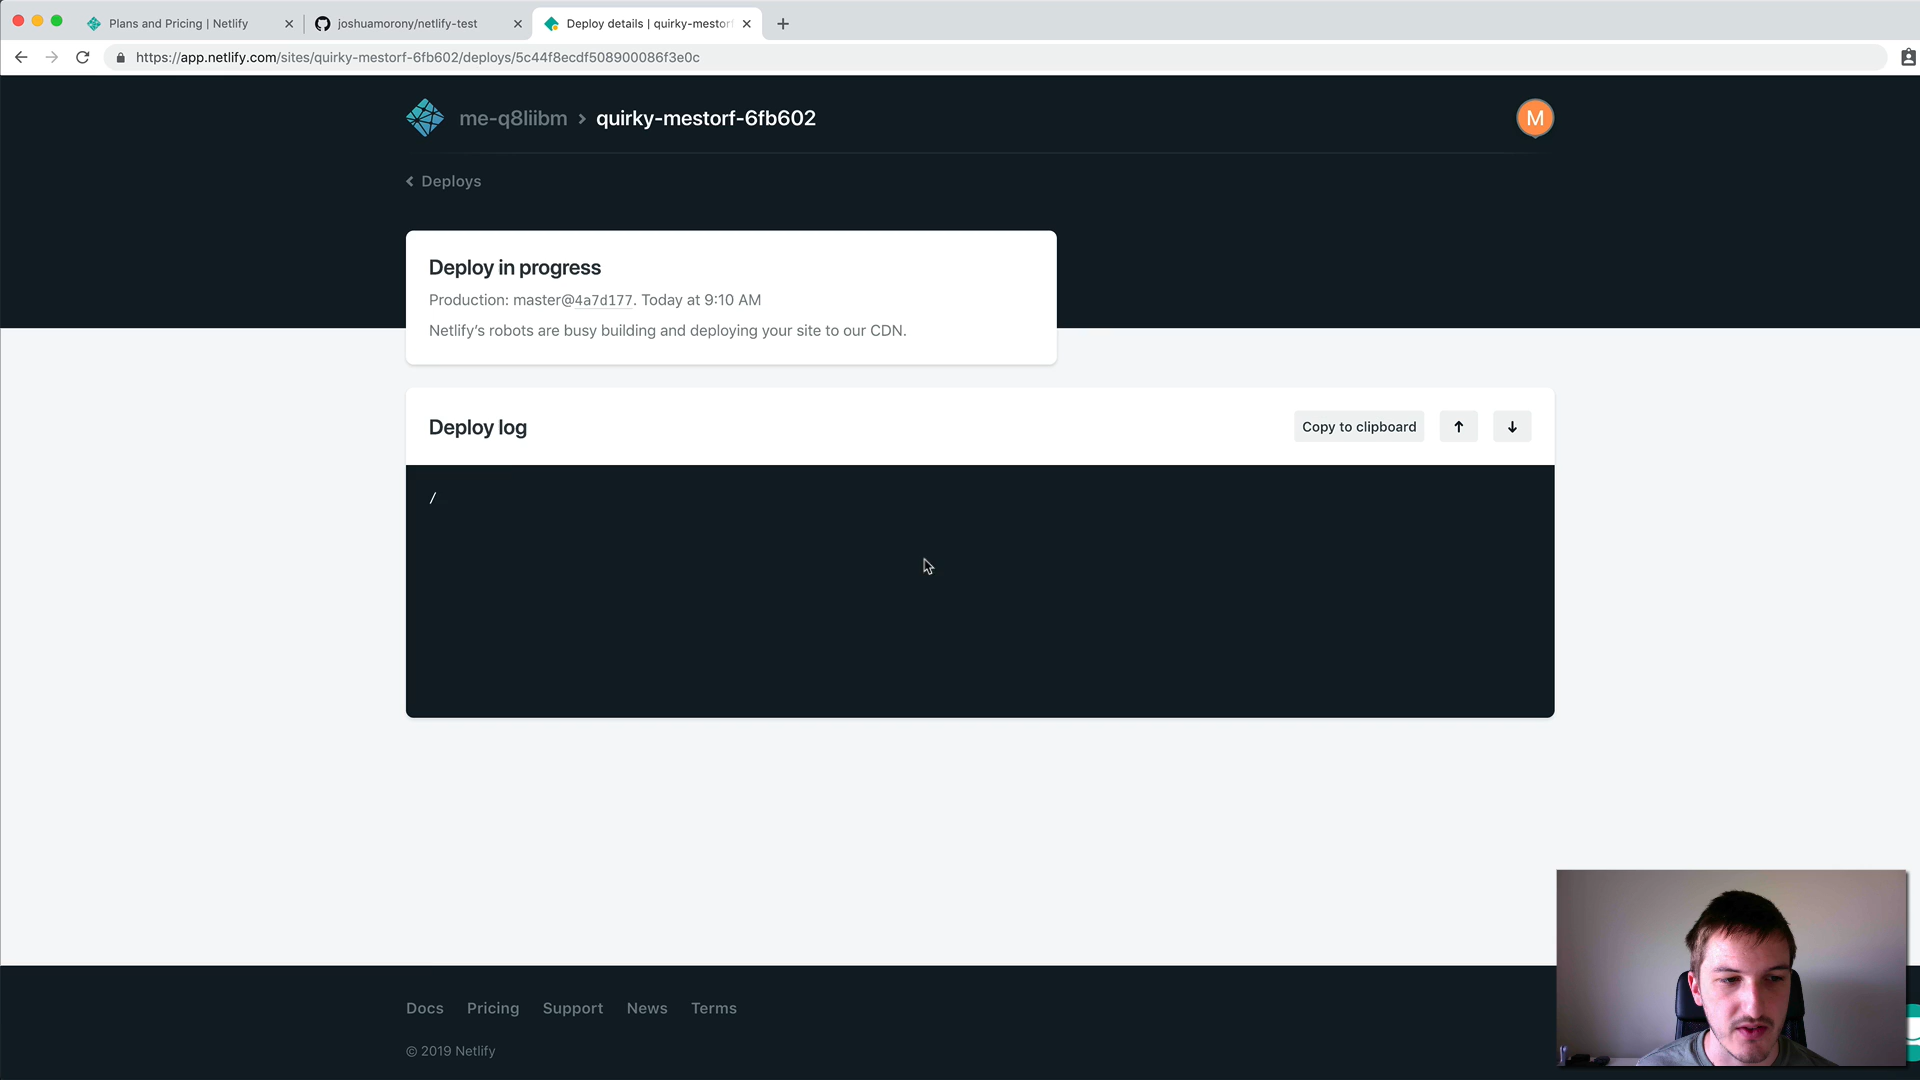 Plans and Pricing | Netlify
joshuamorony/netlify-test
Deploy details | quirky-mestorf
https://app.netlify.com/sites/quirky-mestorf-6fb602/deploys/5c44f8ecdf508900086f3e0c
me-q8liibm > quirky-mestorf-6fb602
M
Deploys
Deploy in progress
Production: master@4a7d177. Today at 9:10 AM
Netlify’s robots are busy building and deploying your site to our CDN.
Deploy log
Copy to clipboard
/
Docs Pricing Support News Terms
© 2019 Netlify